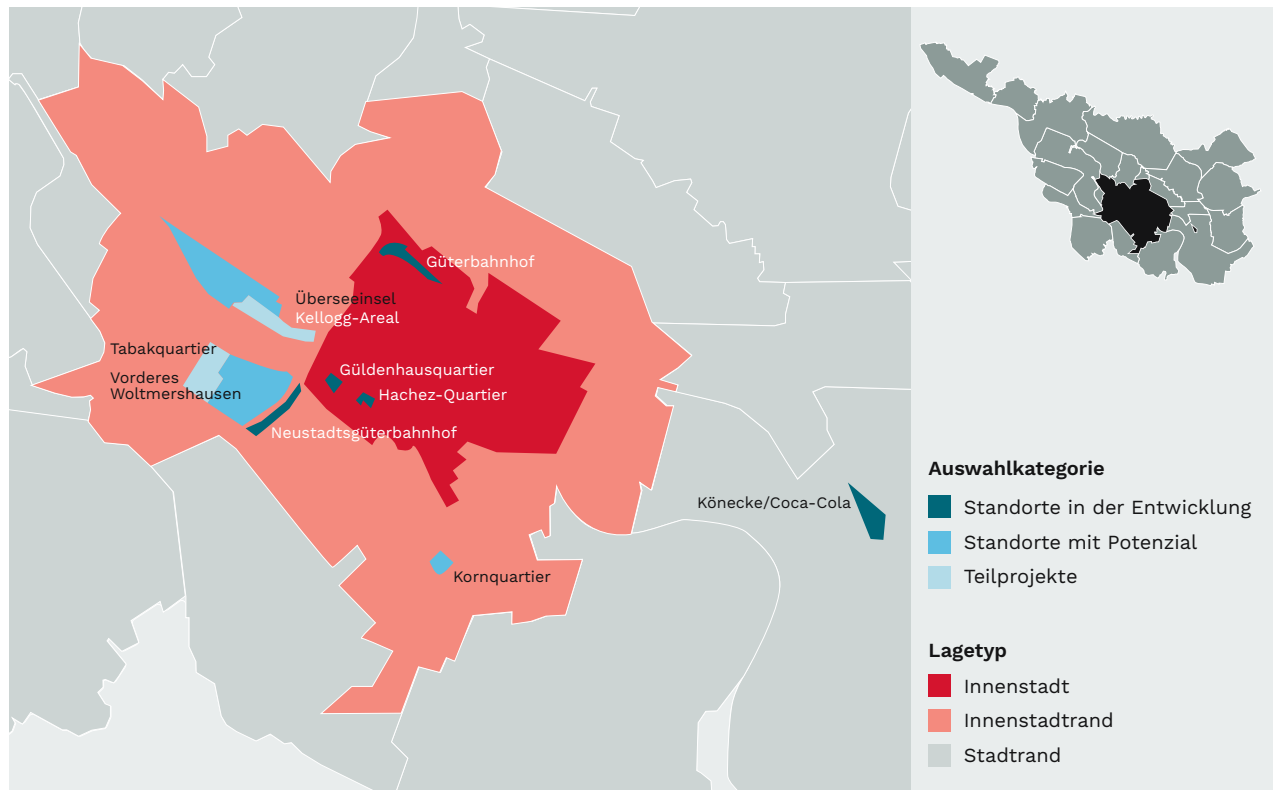 Güterbahnhof
Überseeinsel
Kellogg-Areal
Tabakquartier
Vorderes
Woltmershausen
Güldenhausquartier
Hachez-Quartier
Neustadtsgüterbahnhof
Könecke/Coca-Cola
Kornquartier
Auswahlkategorie
Standorte in der Entwicklung
Standorte mit Potenzial
Teilprojekte
Lagetyp
Innenstadt
Innenstadtrand
Stadtrand